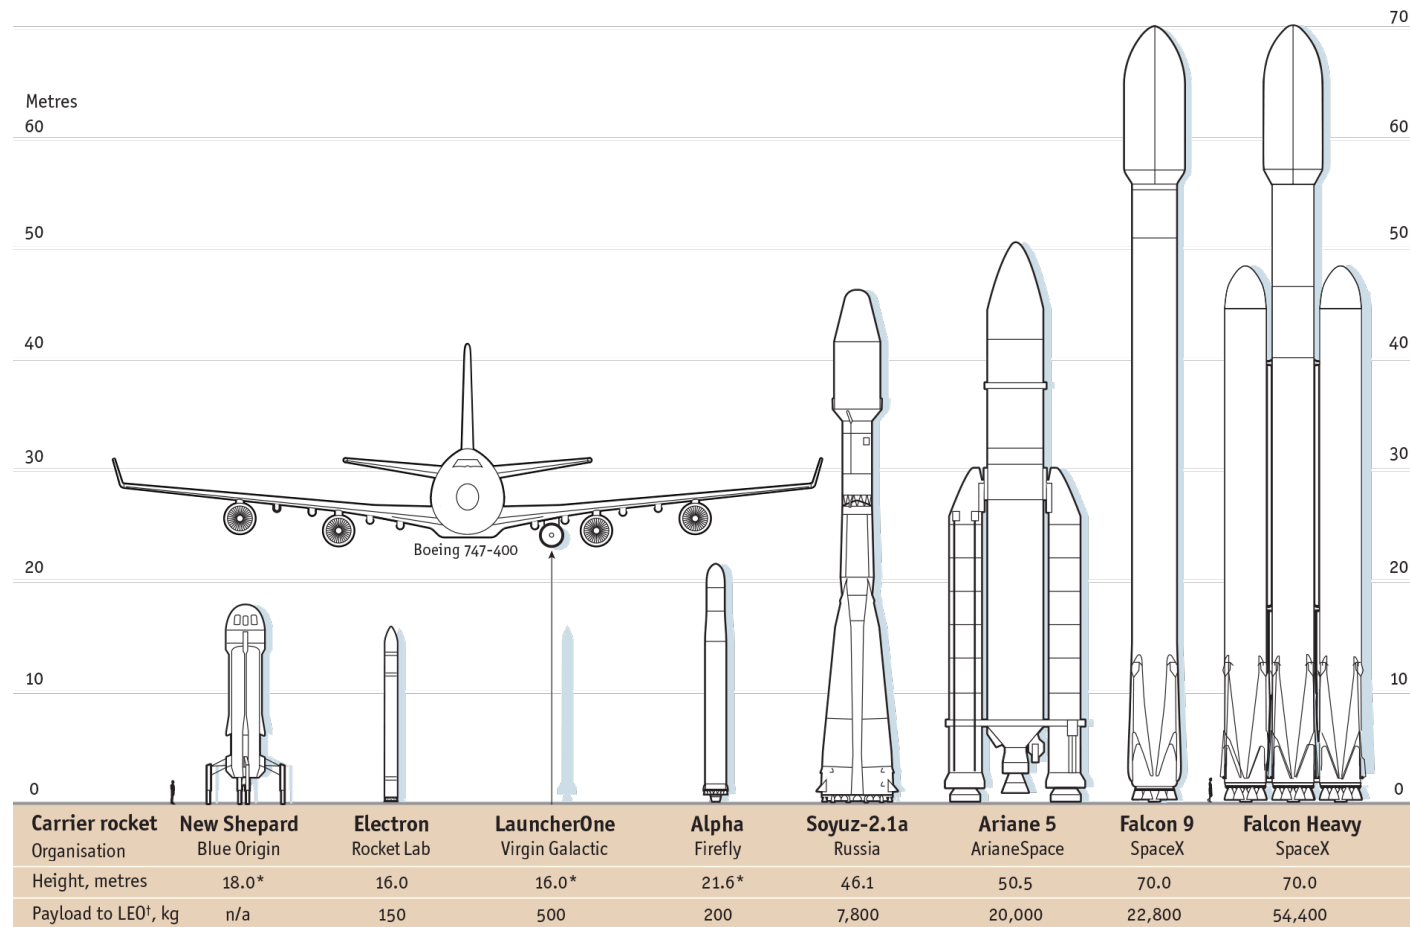 70
70
Metres
60
60
50
50
40
40
30
30
Boeing 747-400
20
20
10
10
0
0
Carrier rocket New Shepard Electron LauncherOne Alpha Soyuz-2.1a Ariane 5 Falcon 9 Falcon Heavy
Organisation Blue Origin Rocket Lab Virgin Galactic Firefly Russia ArianeSpace SpaceX SpaceX
Height, metres 18.0* 16.0 16.0* 21.6* 46.1 50.5 70.0 70.0
Payload to LEO†, kg n/a 150 500 200 7,800 20,000 22,800 54,400